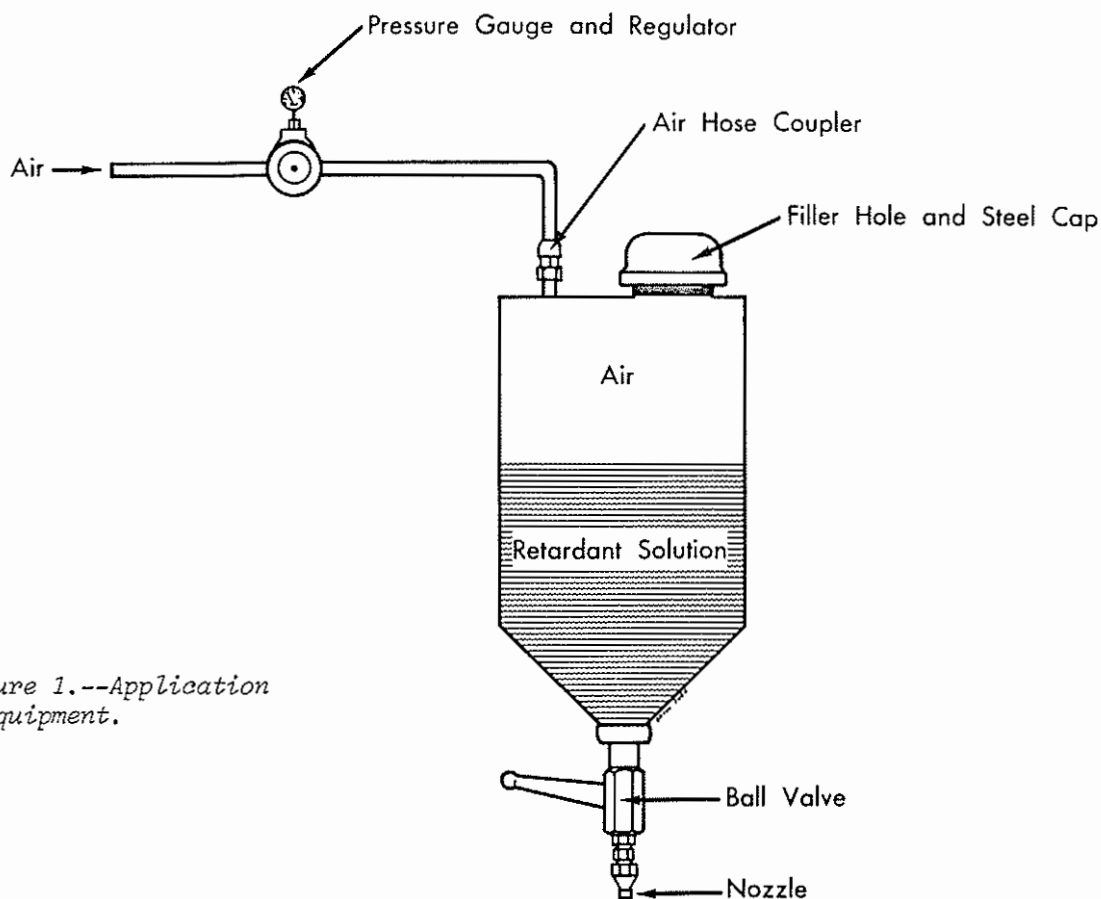 Pressure Gauge and Regulator
Air Hose Coupler
Air
Filler Hole and Steel Cap
Air
Retardant Solution
ure 1.--Application
quipment.
Ball Valve
Nozzle